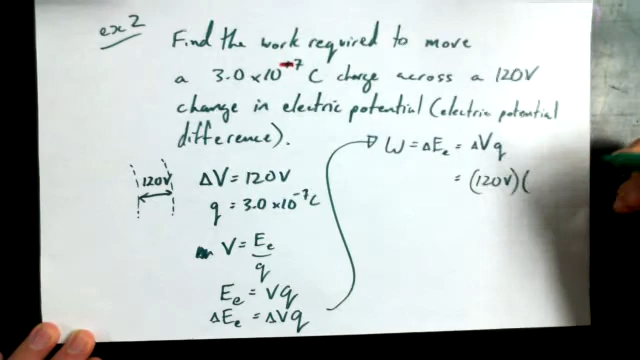 ex 2
Find the work required to move
a 3.0 × 10⁻⁷ C charge across a 120V
change in electric potential (electric potential
difference).
120V
ΔV = 120V
q = 3.0 × 10⁻⁷ C
V = Ee / q
Ee = Vq
ΔEe = ΔVq
W = ΔEe = ΔVq
= (120V)(